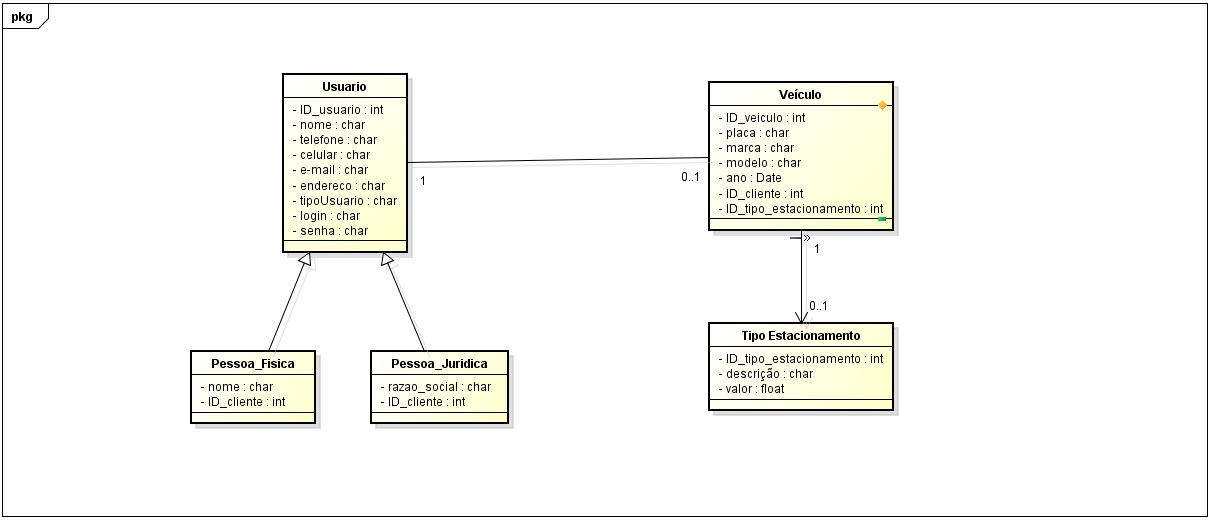 pkg
Usuario
- ID_usuario : int
- nome : char
- telefone : char
- celular : char
- e-mail : char
- endereco : char
- tipoUsuario : char
- login : char
- senha : char
1
0..1
Veículo
- ID_veiculo : int
- placa : char
- marca : char
- modelo : char
- ano : Date
- ID_cliente : int
- ID_tipo_estacionamento : int
1
0..1
Pessoa_Fisica
- nome : char
- ID_cliente : int
Pessoa_Juridica
- razao_social : char
- ID_cliente : int
Tipo Estacionamento
- ID_tipo_estacionamento : int
- descrição : char
- valor : float